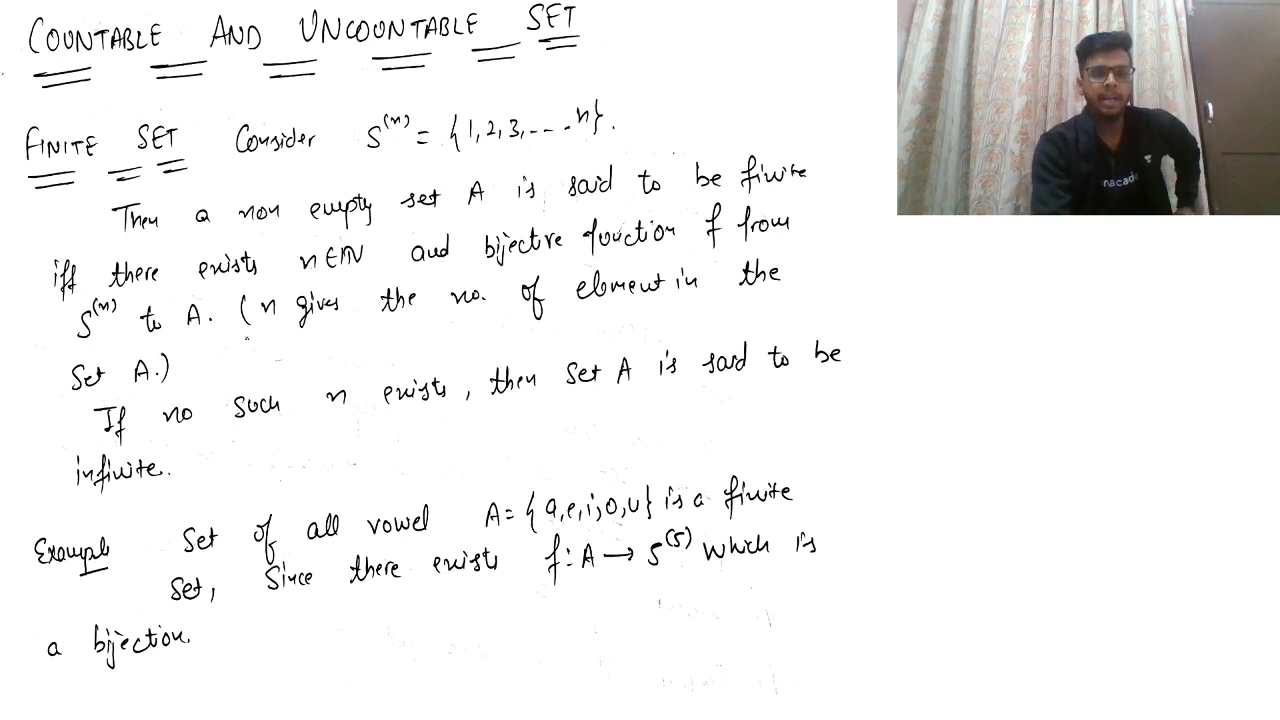 COUNTABLE AND UNCOUNTABLE SET
FINITE SET Consider S^(n) = {1,2,3,---.n}.
Then a non empty set A is said to be finite
iff there exists n∈IN and bijective function f from
S^(n) to A. (n gives the no. of element in the
Set A.)
If no such n exists, then set A is said to be
infinite.
Example Set of all vowel A={a,e,i,o,u} is a finite
set, Since there exists f:A→S^(5) which is
a bijection.
nacade